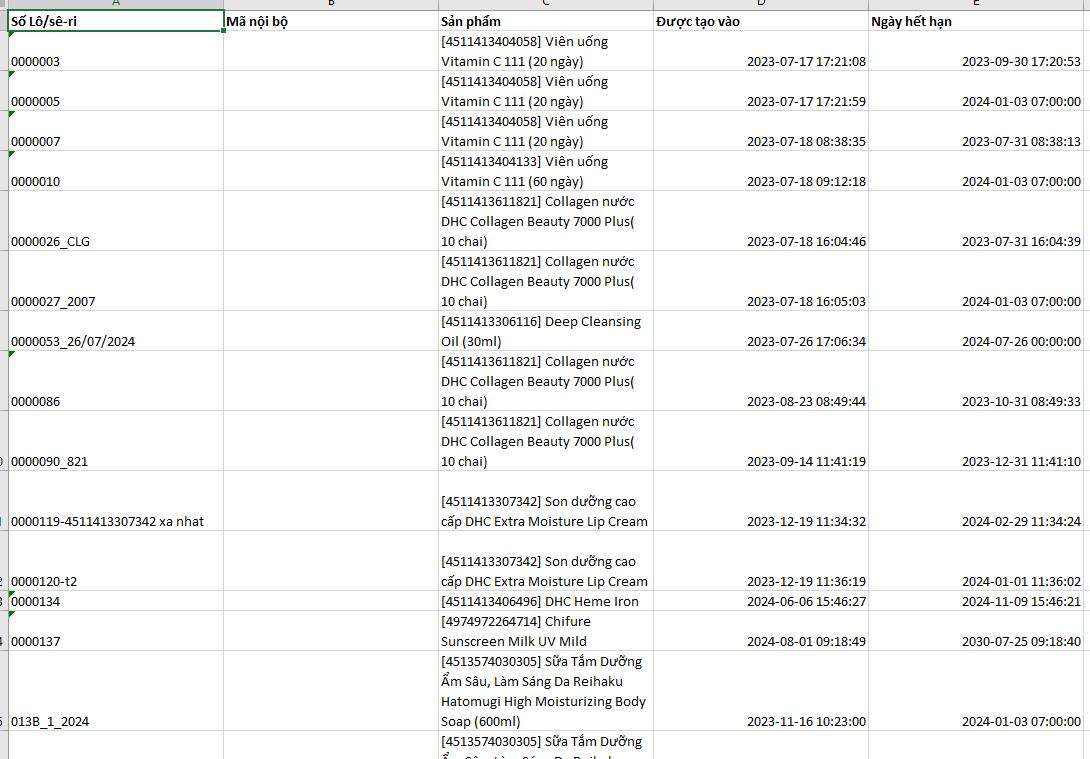 A B C D E
Số Lô/sê-ri Mã nội bộ Sản phẩm Được tạo vào Ngày hết hạn
[4511413404058] Viên uống
0000003 Vitamin C 111 (20 ngày) 2023-07-17 17:21:08 2023-09-30 17:20:53
[4511413404058] Viên uống
0000005 Vitamin C 111 (20 ngày) 2023-07-17 17:21:59 2024-01-03 07:00:00
[4511413404058] Viên uống
0000007 Vitamin C 111 (20 ngày) 2023-07-18 08:38:35 2023-07-31 08:38:13
[4511413404133] Viên uống
0000010 Vitamin C 111 (60 ngày) 2023-07-18 09:12:18 2024-01-03 07:00:00
[4511413611821] Collagen nước
DHC Collagen Beauty 7000 Plus(
0000026_CLG 10 chai) 2023-07-18 16:04:46 2023-07-31 16:04:39
[4511413611821] Collagen nước
DHC Collagen Beauty 7000 Plus(
0000027_2007 10 chai) 2023-07-18 16:05:03 2024-01-03 07:00:00
[4511413306116] Deep Cleansing
0000053_26/07/2024 Oil (30ml) 2023-07-26 17:06:34 2024-07-26 00:00:00
[4511413611821] Collagen nước
DHC Collagen Beauty 7000 Plus(
0000086 10 chai) 2023-08-23 08:49:44 2023-10-31 08:49:33
[4511413611821] Collagen nước
DHC Collagen Beauty 7000 Plus(
0000090_821 10 chai) 2023-09-14 11:41:19 2023-12-31 11:41:10
[4511413307342] Son dưỡng cao
0000119-4511413307342 xa nhat cấp DHC Extra Moisture Lip Cream 2023-12-19 11:34:32 2024-02-29 11:34:24
[4511413307342] Son dưỡng cao
0000120-t2 cấp DHC Extra Moisture Lip Cream 2023-12-19 11:36:19 2024-01-01 11:36:02
0000134 [4511413406496] DHC Heme Iron 2024-06-06 15:46:27 2024-11-09 15:46:21
[4974972264714] Chifure
0000137 Sunscreen Milk UV Mild 2024-08-01 09:18:49 2030-07-25 09:18:40
[4513574030305] Sữa Tắm Dưỡng
Ẩm Sâu, Làm Sáng Da Reihaku
Hatomugi High Moisturizing Body
013B_1_2024 Soap (600ml) 2023-11-16 10:23:00 2024-01-03 07:00:00
[4513574030305] Sữa Tắm Dưỡng